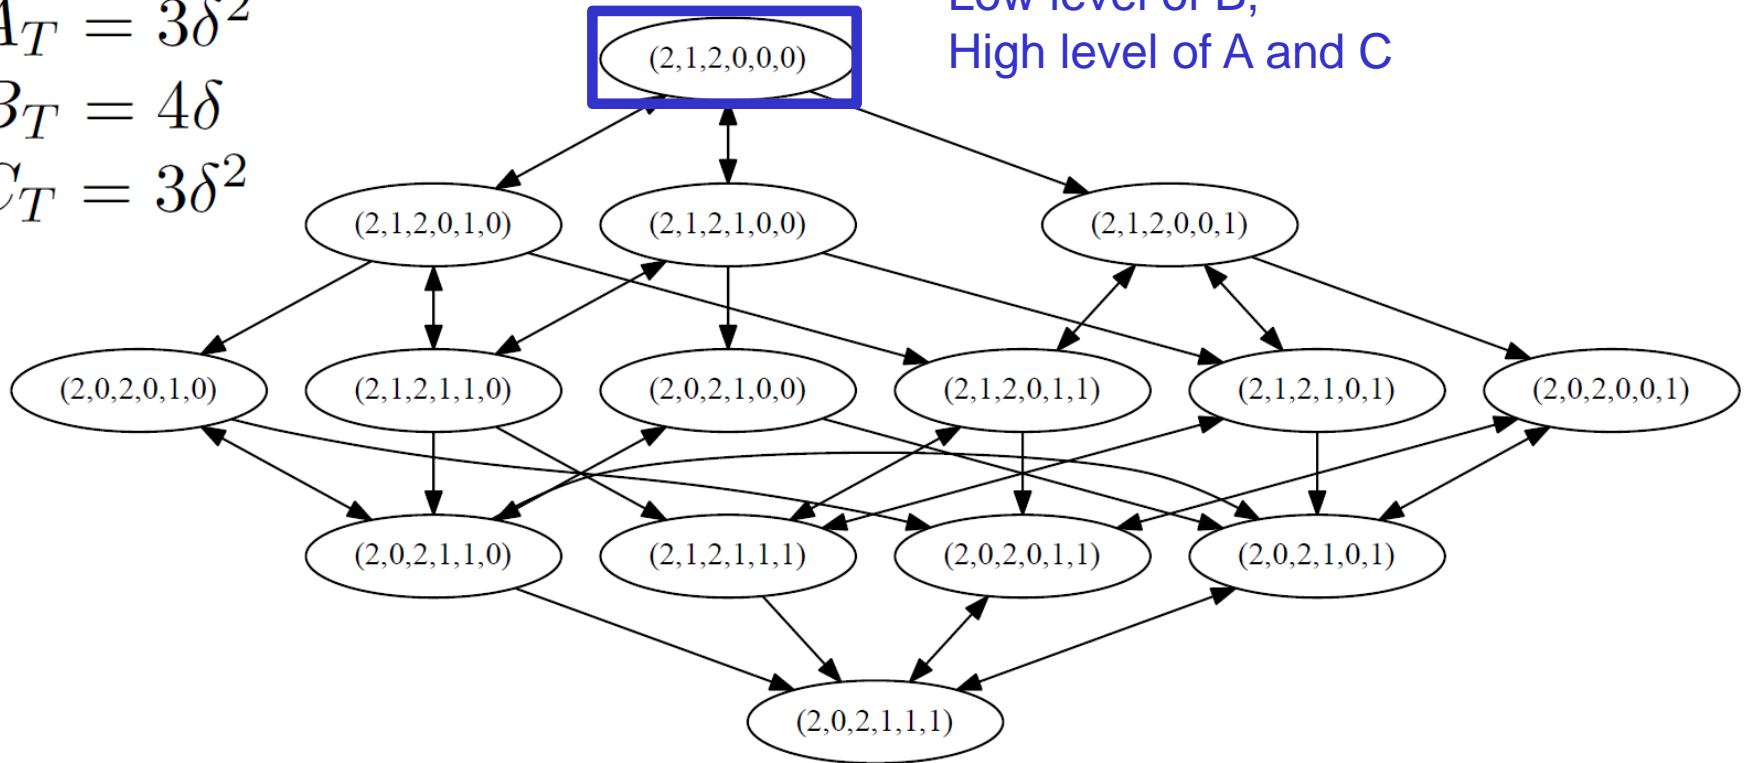 A_T = 3δ²
B_T = 4δ
C_T = 3δ²
Low level of B,
High level of A and C
(2,1,2,0,0,0)
(2,1,2,0,1,0) (2,1,2,1,0,0) (2,1,2,0,0,1)
(2,0,2,0,1,0) (2,1,2,1,1,0) (2,0,2,1,0,0) (2,1,2,0,1,1) (2,1,2,1,0,1) (2,0,2,0,0,1)
(2,0,2,1,1,0) (2,1,2,1,1,1) (2,0,2,0,1,1) (2,0,2,1,0,1)
(2,0,2,1,1,1)